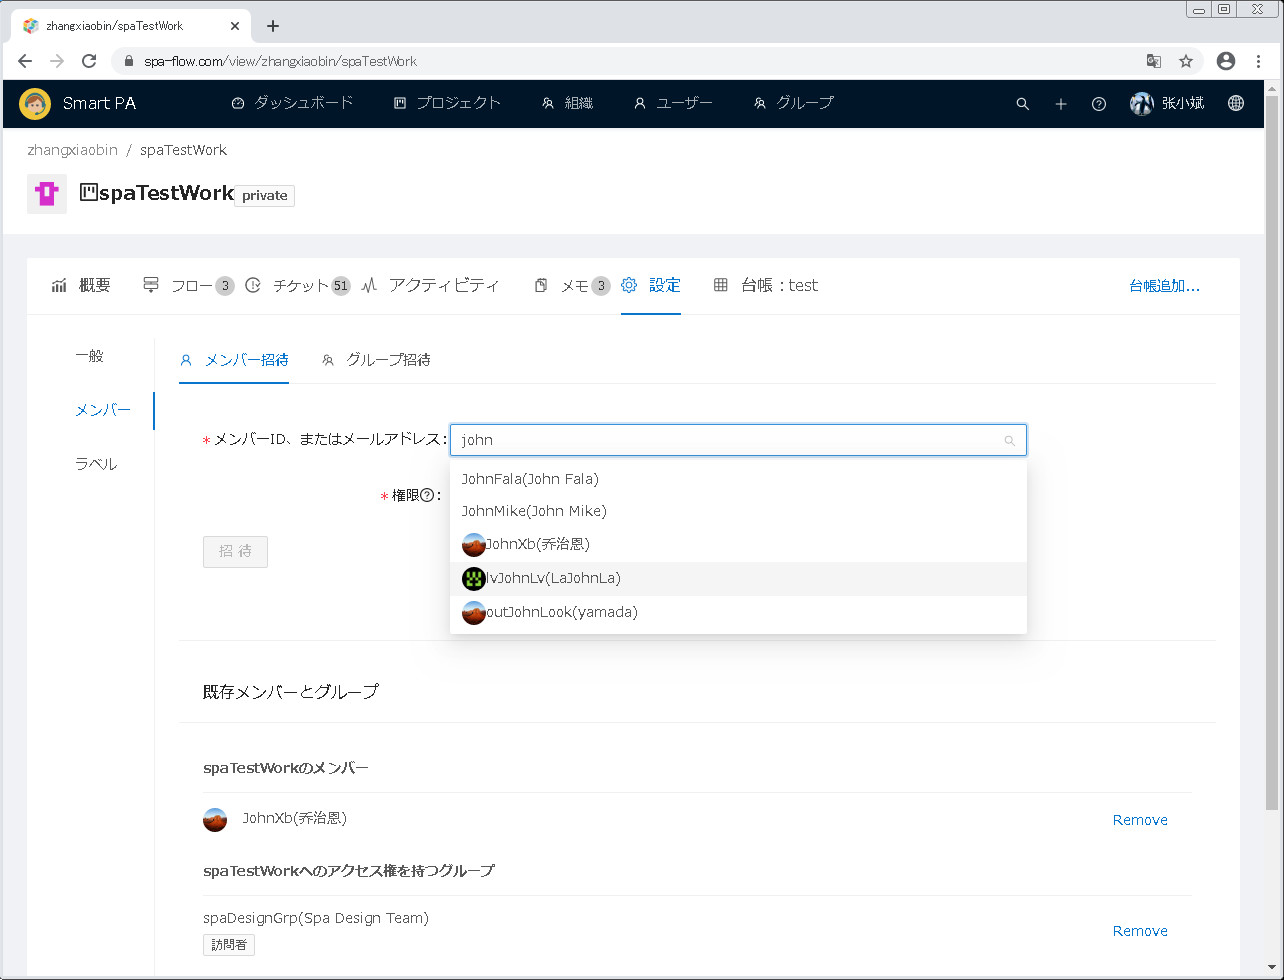 zhangxiaobin/spaTestWork
spa-flow.com/view/zhangxiaobin/spaTestWork
Smart PA ダッシュボード プロジェクト 組織 ユーザー グループ 张小斌
zhangxiaobin / spaTestWork
spaTestWork private
概要 フロー 3 チケット 51 アクティビティ メモ 3 設定 台帳：test 台帳追加...
一般
メンバー
ラベル
メンバー招待 グループ招待
* メンバーID、またはメールアドレス: john
* 権限 :
招 待
JohnFala(John Fala)
JohnMike(John Mike)
JohnXb(乔治恩)
lvJohnLv(LaJohnLa)
outJohnLook(yamada)
既存メンバーとグループ
spaTestWorkのメンバー
JohnXb(乔治恩) Remove
spaTestWorkへのアクセス権を持つグループ
spaDesignGrp(Spa Design Team)
訪問者 Remove